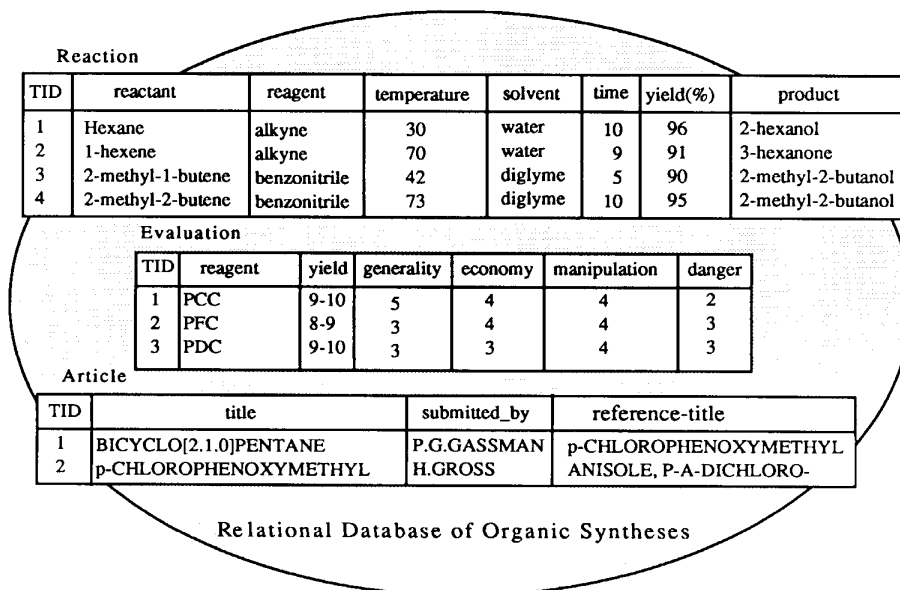 Reaction
TID reactant reagent temperature solvent time yield(%) product
1 Hexane alkyne 30 water 10 96 2-hexanol
2 1-hexene alkyne 70 water 9 91 3-hexanone
3 2-methyl-1-butene benzonitrile 42 diglyme 5 90 2-methyl-2-butanol
4 2-methyl-2-butene benzonitrile 73 diglyme 10 95 2-methyl-2-butanol
Evaluation
TID reagent yield generality economy manipulation danger
1 PCC 9-10 5 4 4 2
2 PFC 8-9 3 4 4 3
3 PDC 9-10 3 3 4 3
Article
TID title submitted_by reference-title
1 BICYCLO[2.1.0]PENTANE P.G.GASSMAN p-CHLOROPHENOXYMETHYL
2 p-CHLOROPHENOXYMETHYL H.GROSS ANISOLE, P-A-DICHLORO-
Relational Database of Organic Syntheses